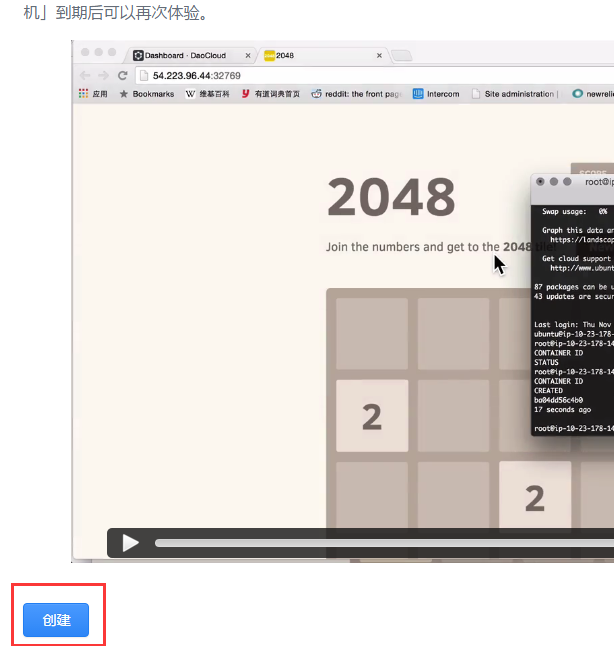 机」到期后可以再次体验。
Dashboard · DaoCloud
2048
54.223.96.44:32769
应用 Bookmarks 维基百科 有道词典首页 reddit: the front page Intercom Site administration newrelic
2048
Join the numbers and get to the 2048 tile!
root@ip
Swap usage: 0%
Graph this data an
https://landscap
Get cloud support
http://www.ubunt
87 packages can be u
43 updates are secur
Last login: Thu Nov
ubuntu@ip-10-23-178-
root@ip-10-23-178-14
CONTAINER ID
STATUS
root@ip-10-23-178-14
CONTAINER ID
CREATED
ba04dd56c4b0
17 seconds ago
root@ip-10-23-178-14
2
2
创建